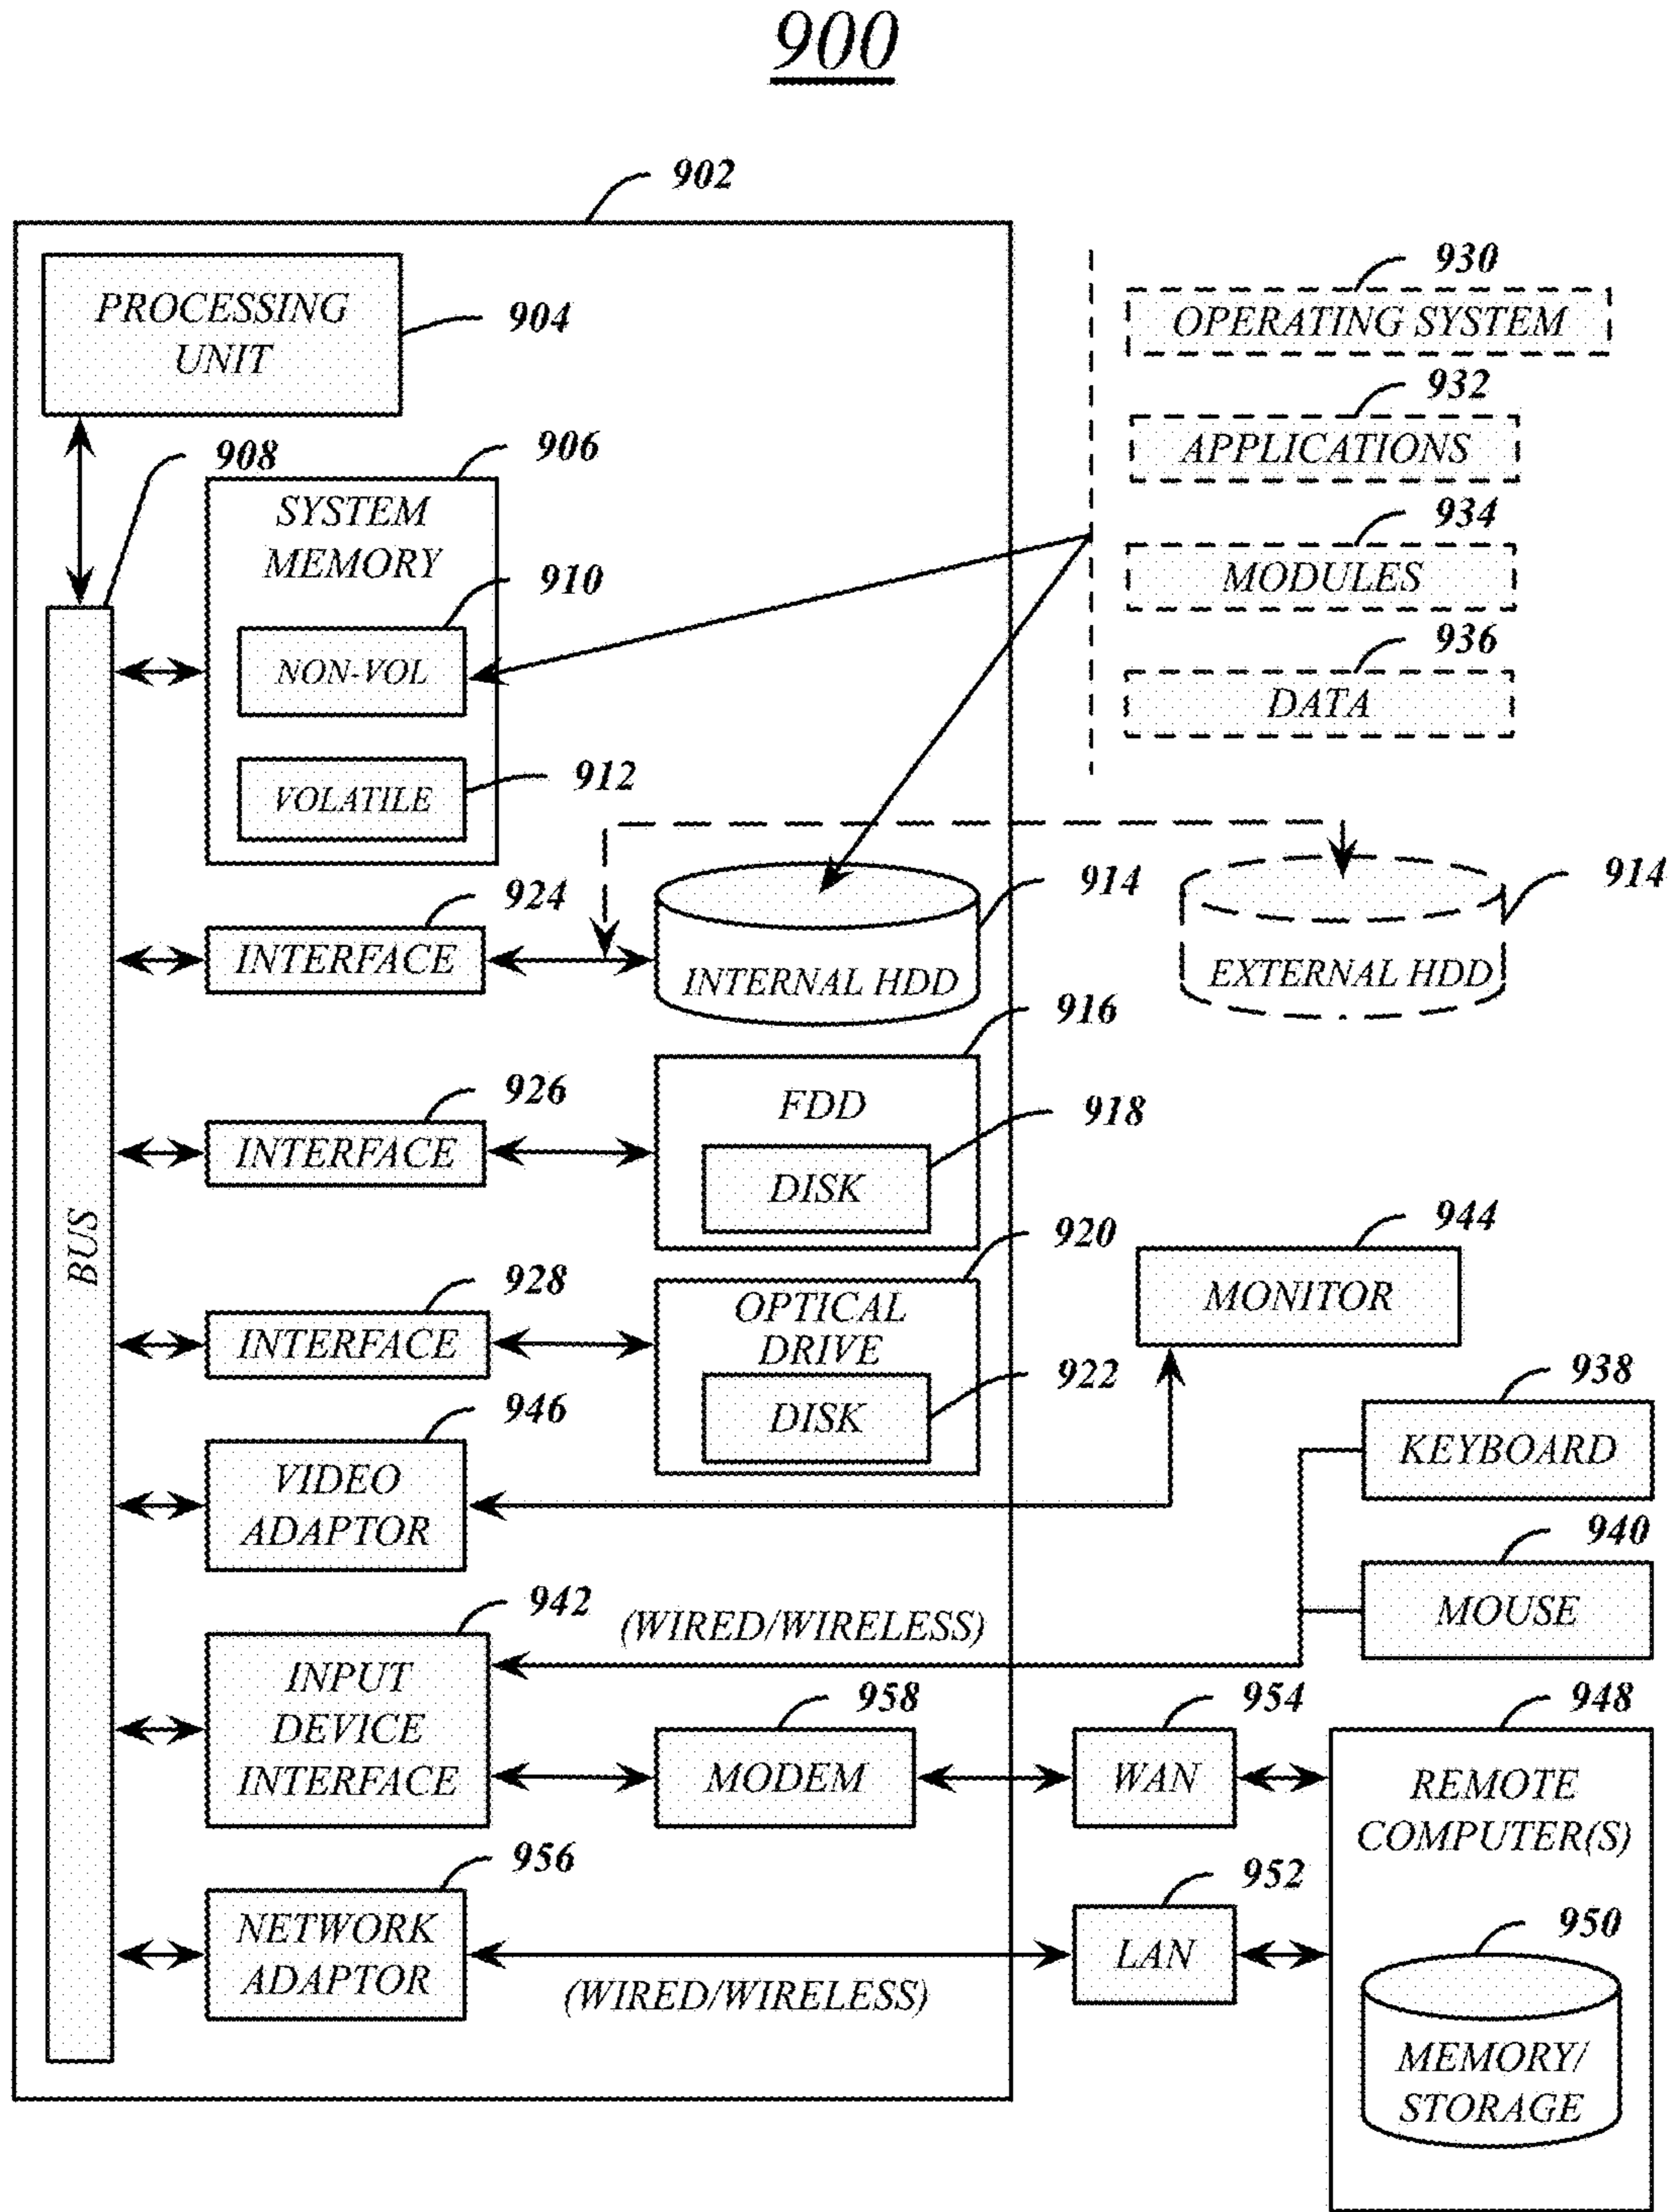 900
902
PROCESSING
UNIT
904
930
OPERATING SYSTEM
932
APPLICATIONS
934
MODULES
936
DATA
908
906
SYSTEM
MEMORY
910
NON-VOL
912
VOLATILE
BUS
924
INTERFACE
914
INTERNAL HDD
914
EXTERNAL HDD
926
INTERFACE
916
FDD
918
DISK
928
INTERFACE
920
OPTICAL
DRIVE
922
DISK
944
MONITOR
946
VIDEO
ADAPTOR
938
KEYBOARD
940
MOUSE
942
INPUT
DEVICE
INTERFACE
(WIRED/WIRELESS)
958
MODEM
954
WAN
948
REMOTE
COMPUTER(S)
956
NETWORK
ADAPTOR
(WIRED/WIRELESS)
952
LAN
950
MEMORY/
STORAGE